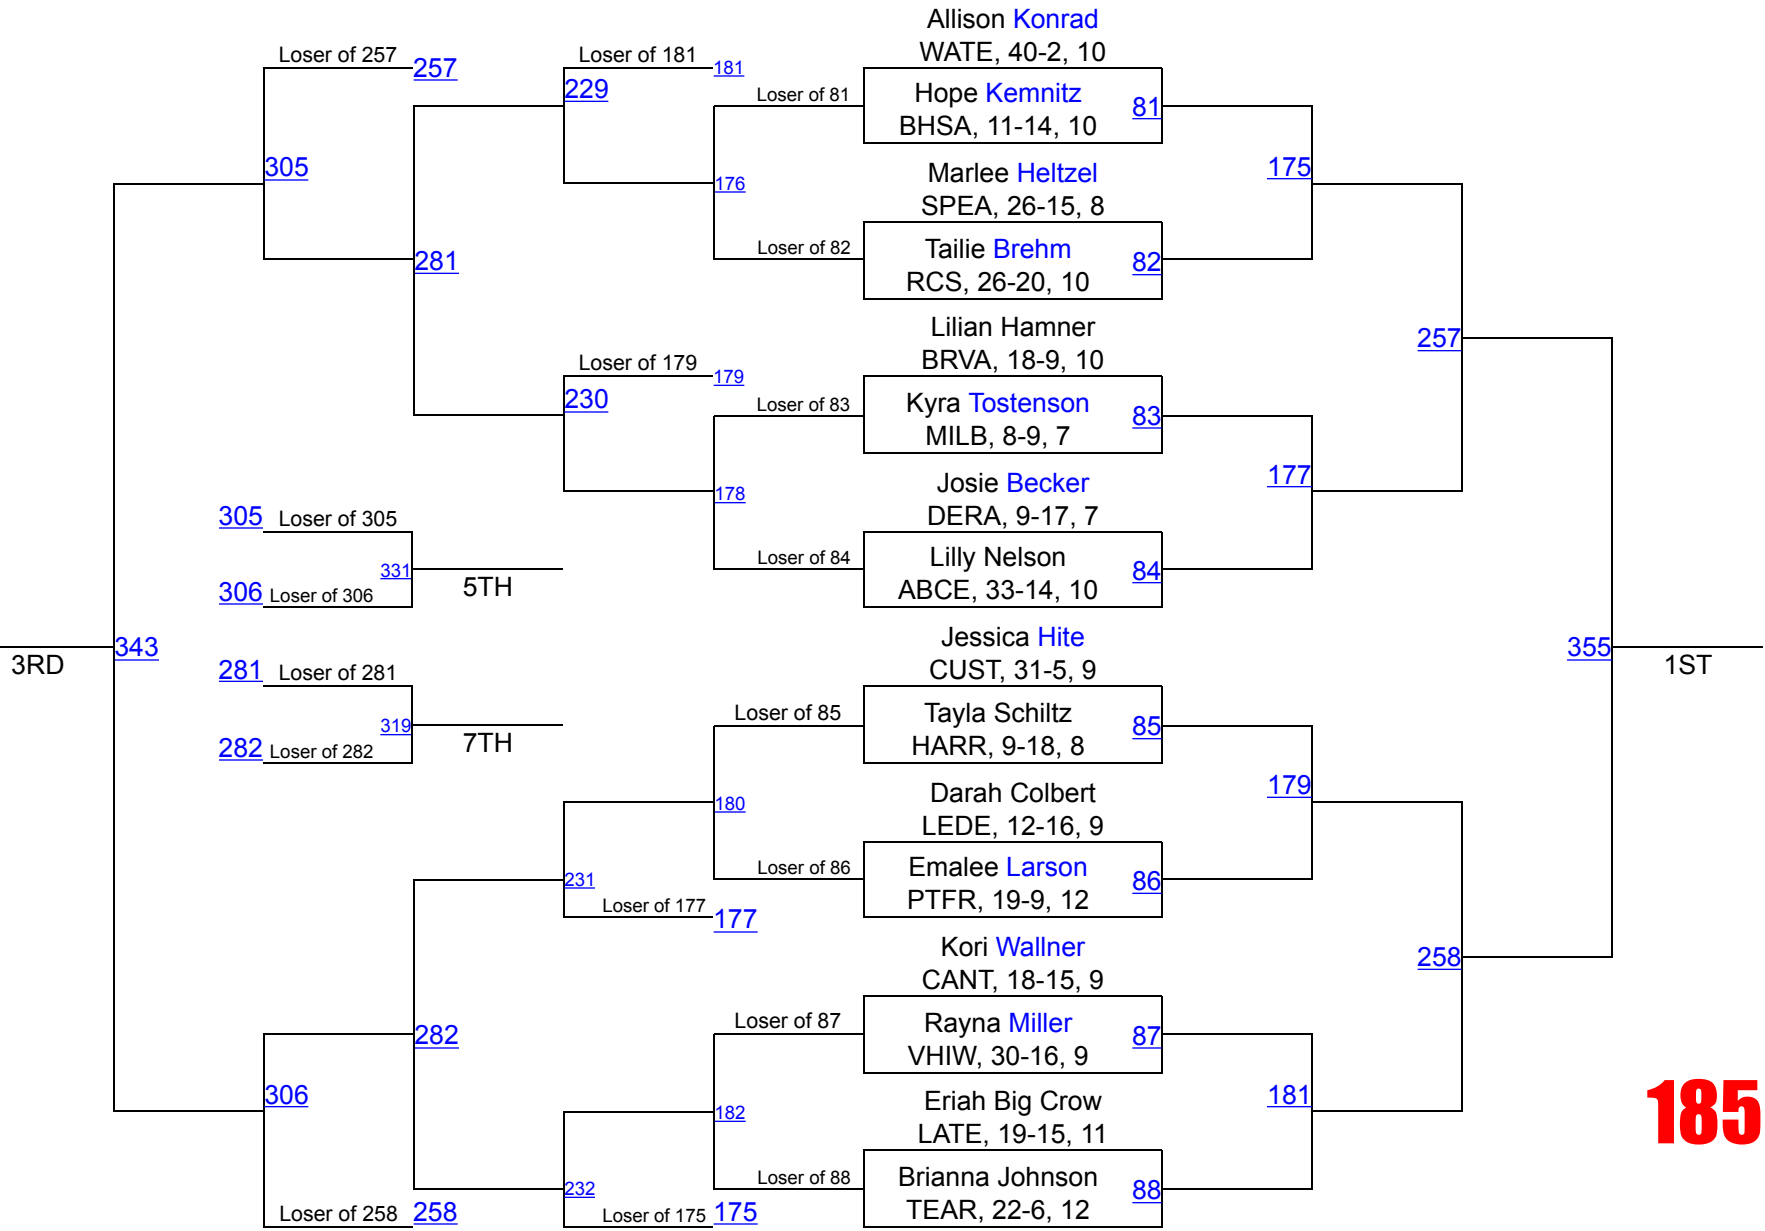 Allison Konrad
WATE, 40-2, 10
Loser of 257
257
Loser of 181
181
229
Loser of 81
Hope Kemnitz
BHSA, 11-14, 10
81
305
176
Marlee Heltzel
SPEA, 26-15, 8
175
281
Loser of 82
Tailie Brehm
RCS, 26-20, 10
82
Lilian Hamner
BRVA, 18-9, 10
257
Loser of 179
179
230
Loser of 83
Kyra Tostenson
MILB, 8-9, 7
83
178
Josie Becker
DERA, 9-17, 7
177
305
Loser of 305
331
5TH
306
Loser of 306
Loser of 84
Lilly Nelson
ABCE, 33-14, 10
84
3RD
343
Jessica Hite
CUST, 31-5, 9
355
1ST
281
Loser of 281
319
7TH
282
Loser of 282
Loser of 85
Tayla Schiltz
HARR, 9-18, 8
85
180
Darah Colbert
LEDE, 12-16, 9
179
231
Loser of 86
Emalee Larson
PTFR, 19-9, 12
86
Loser of 177
177
Kori Wallner
CANT, 18-15, 9
258
282
Loser of 87
Rayna Miller
VHIW, 30-16, 9
87
306
182
Eriah Big Crow
LATE, 19-15, 11
181
185
232
Loser of 88
Brianna Johnson
TEAR, 22-6, 12
88
Loser of 258
258
Loser of 175
175